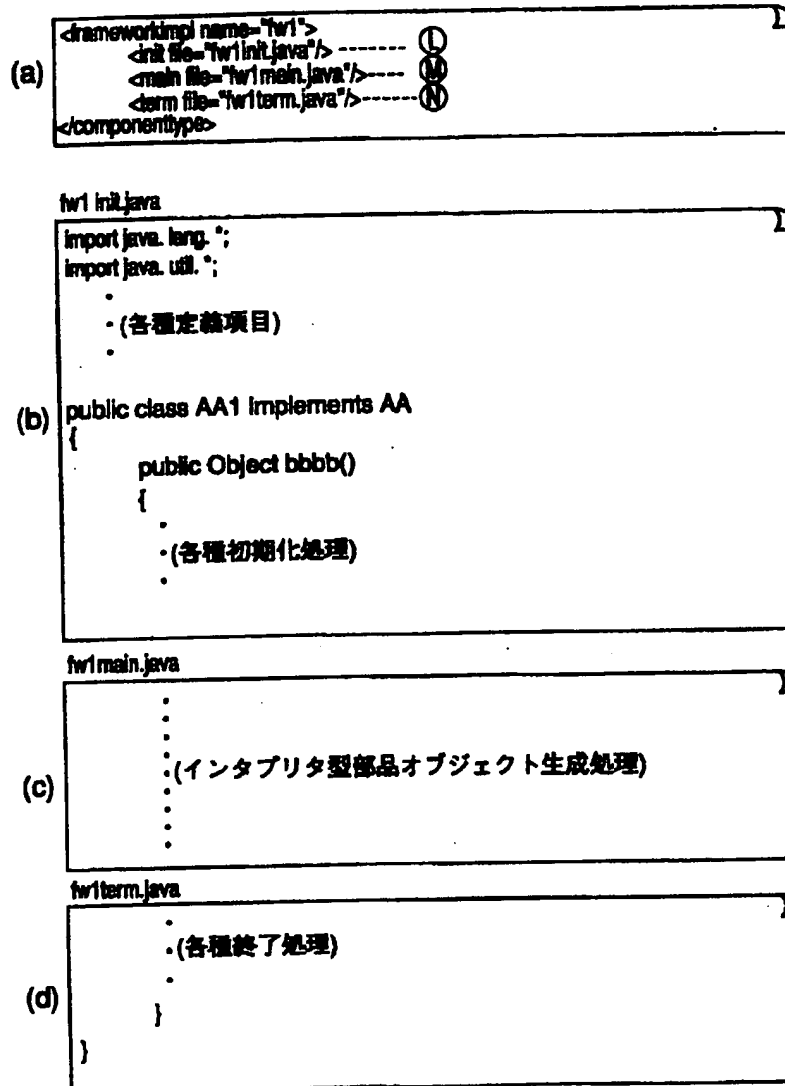 (a)
<frameworkimpl name="fw1">
<init file="fw1init.java"/> ------- Ⓛ
<main file="fw1main.java"/>---- Ⓜ
<term file="fw1term.java"/>------Ⓝ
</componenttype>
fw1 init.java
(b)
import java. lang. *;
import java. util. *;
・
・(各種定義項目)
・
public class AA1 implements AA
{
public Object bbbb()
{
・
・(各種初期化処理)
・
fw1main.java
(c)
・
・
・
・
・(インタプリタ型部品オブジェクト生成処理)
・
・
・
・
fw1term.java
(d)
・
・(各種終了処理)
・
}
}